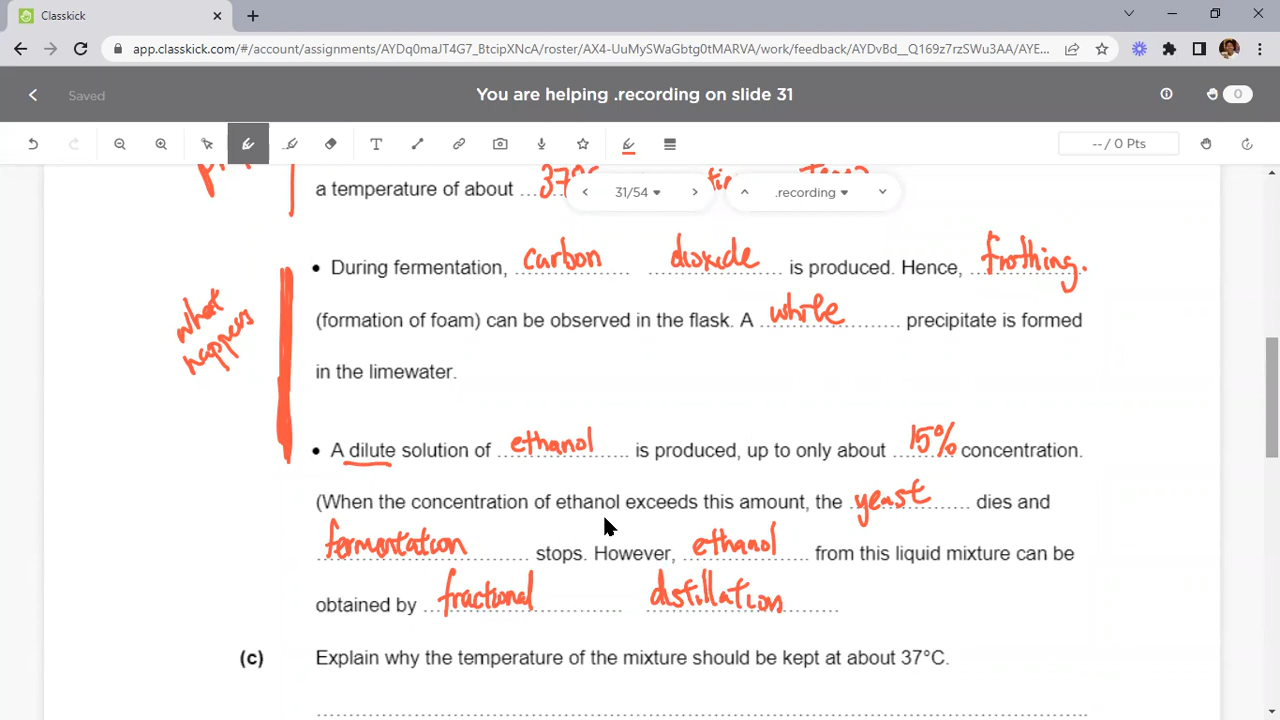 Classkick
app.classkick.com/#/account/assignments/AYDq0maJT4G7_BtcipXNcA/roster/AX4-UuMySWaGbtg0tMARVA/work/feedback/AYDvBd__Q169z7rzSWu3AA/AYE...
Saved
You are helping .recording on slide 31
0
-- / 0 Pts
a temperature of about ... 37°
31/54
.recording
• During fermentation, carbon dioxide is produced. Hence, frothing.
(formation of foam) can be observed in the flask. A white precipitate is formed
in the limewater.
what
happens
• A dilute solution of ethanol is produced, up to only about 15% concentration.
(When the concentration of ethanol exceeds this amount, the yeast dies and
fermentation stops. However, ethanol from this liquid mixture can be
obtained by fractional distillation
(c) Explain why the temperature of the mixture should be kept at about 37°C.